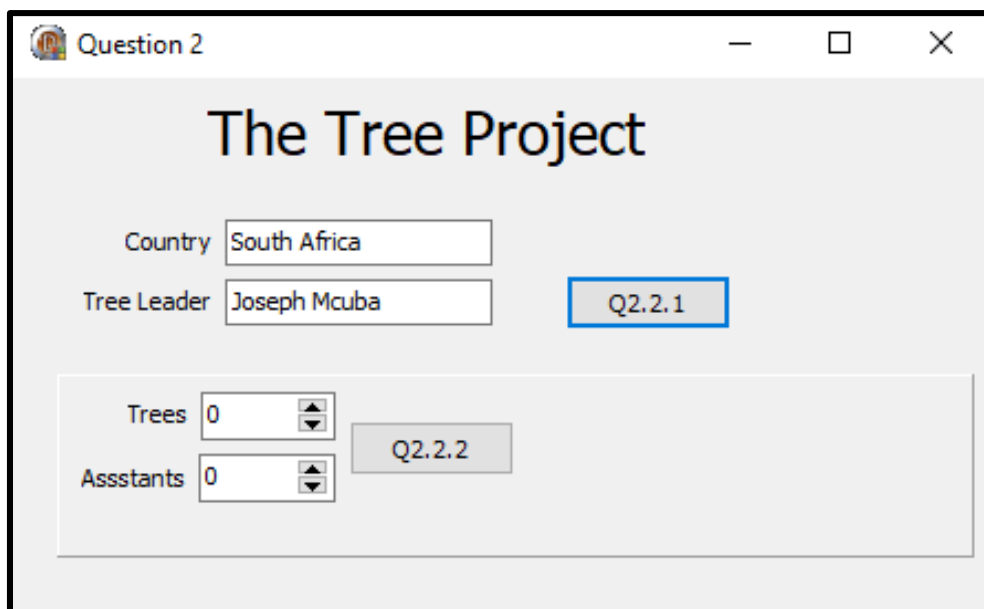 Question 2
The Tree Project
Country South Africa
Tree Leader Joseph Mcuba Q2.2.1
Trees 0
Q2.2.2
Assstants 0